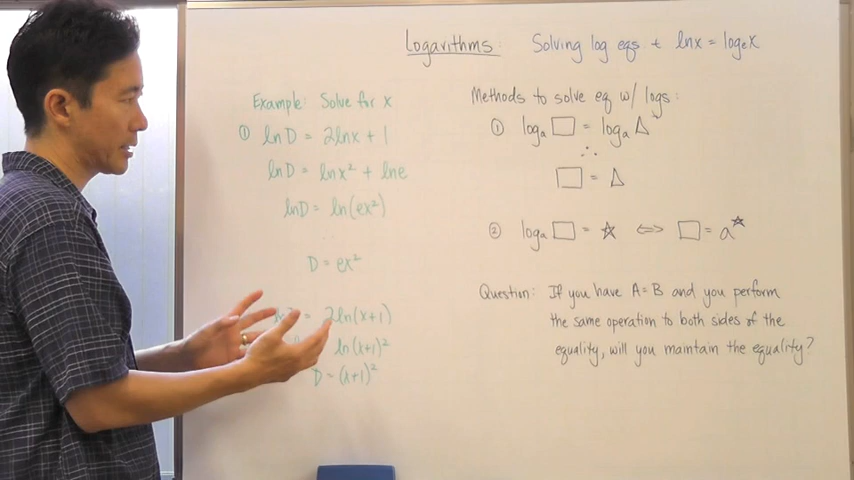 Logarithms: Solving log eqs + lnx = logₑx
Example: Solve for x
① lnD = 2lnx + 1
lnD = lnx² + lne
lnD = ln(ex²)
D = ex²
= 2ln(x+1)
ln(x+1)²
D = (x+1)²
Methods to solve eq w/ logs:
① logₐ □ = logₐ △
∴
□ = △
② logₐ □ = ☆ ⇔ □ = a^☆
Question: If you have A=B and you perform
the same operation to both sides of the
equality, will you maintain the equality?